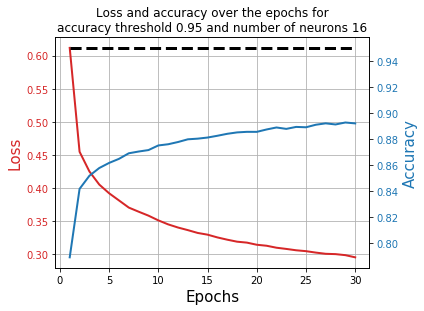 Loss and accuracy over the epochs for
accuracy threshold 0.95 and number of neurons 16
0.60
0.55
0.50
0.45
0.40
0.35
0.30
Loss
0.94
0.92
0.90
0.88
0.86
0.84
0.82
0.80
Accuracy
0 5 10 15 20 25 30
Epochs